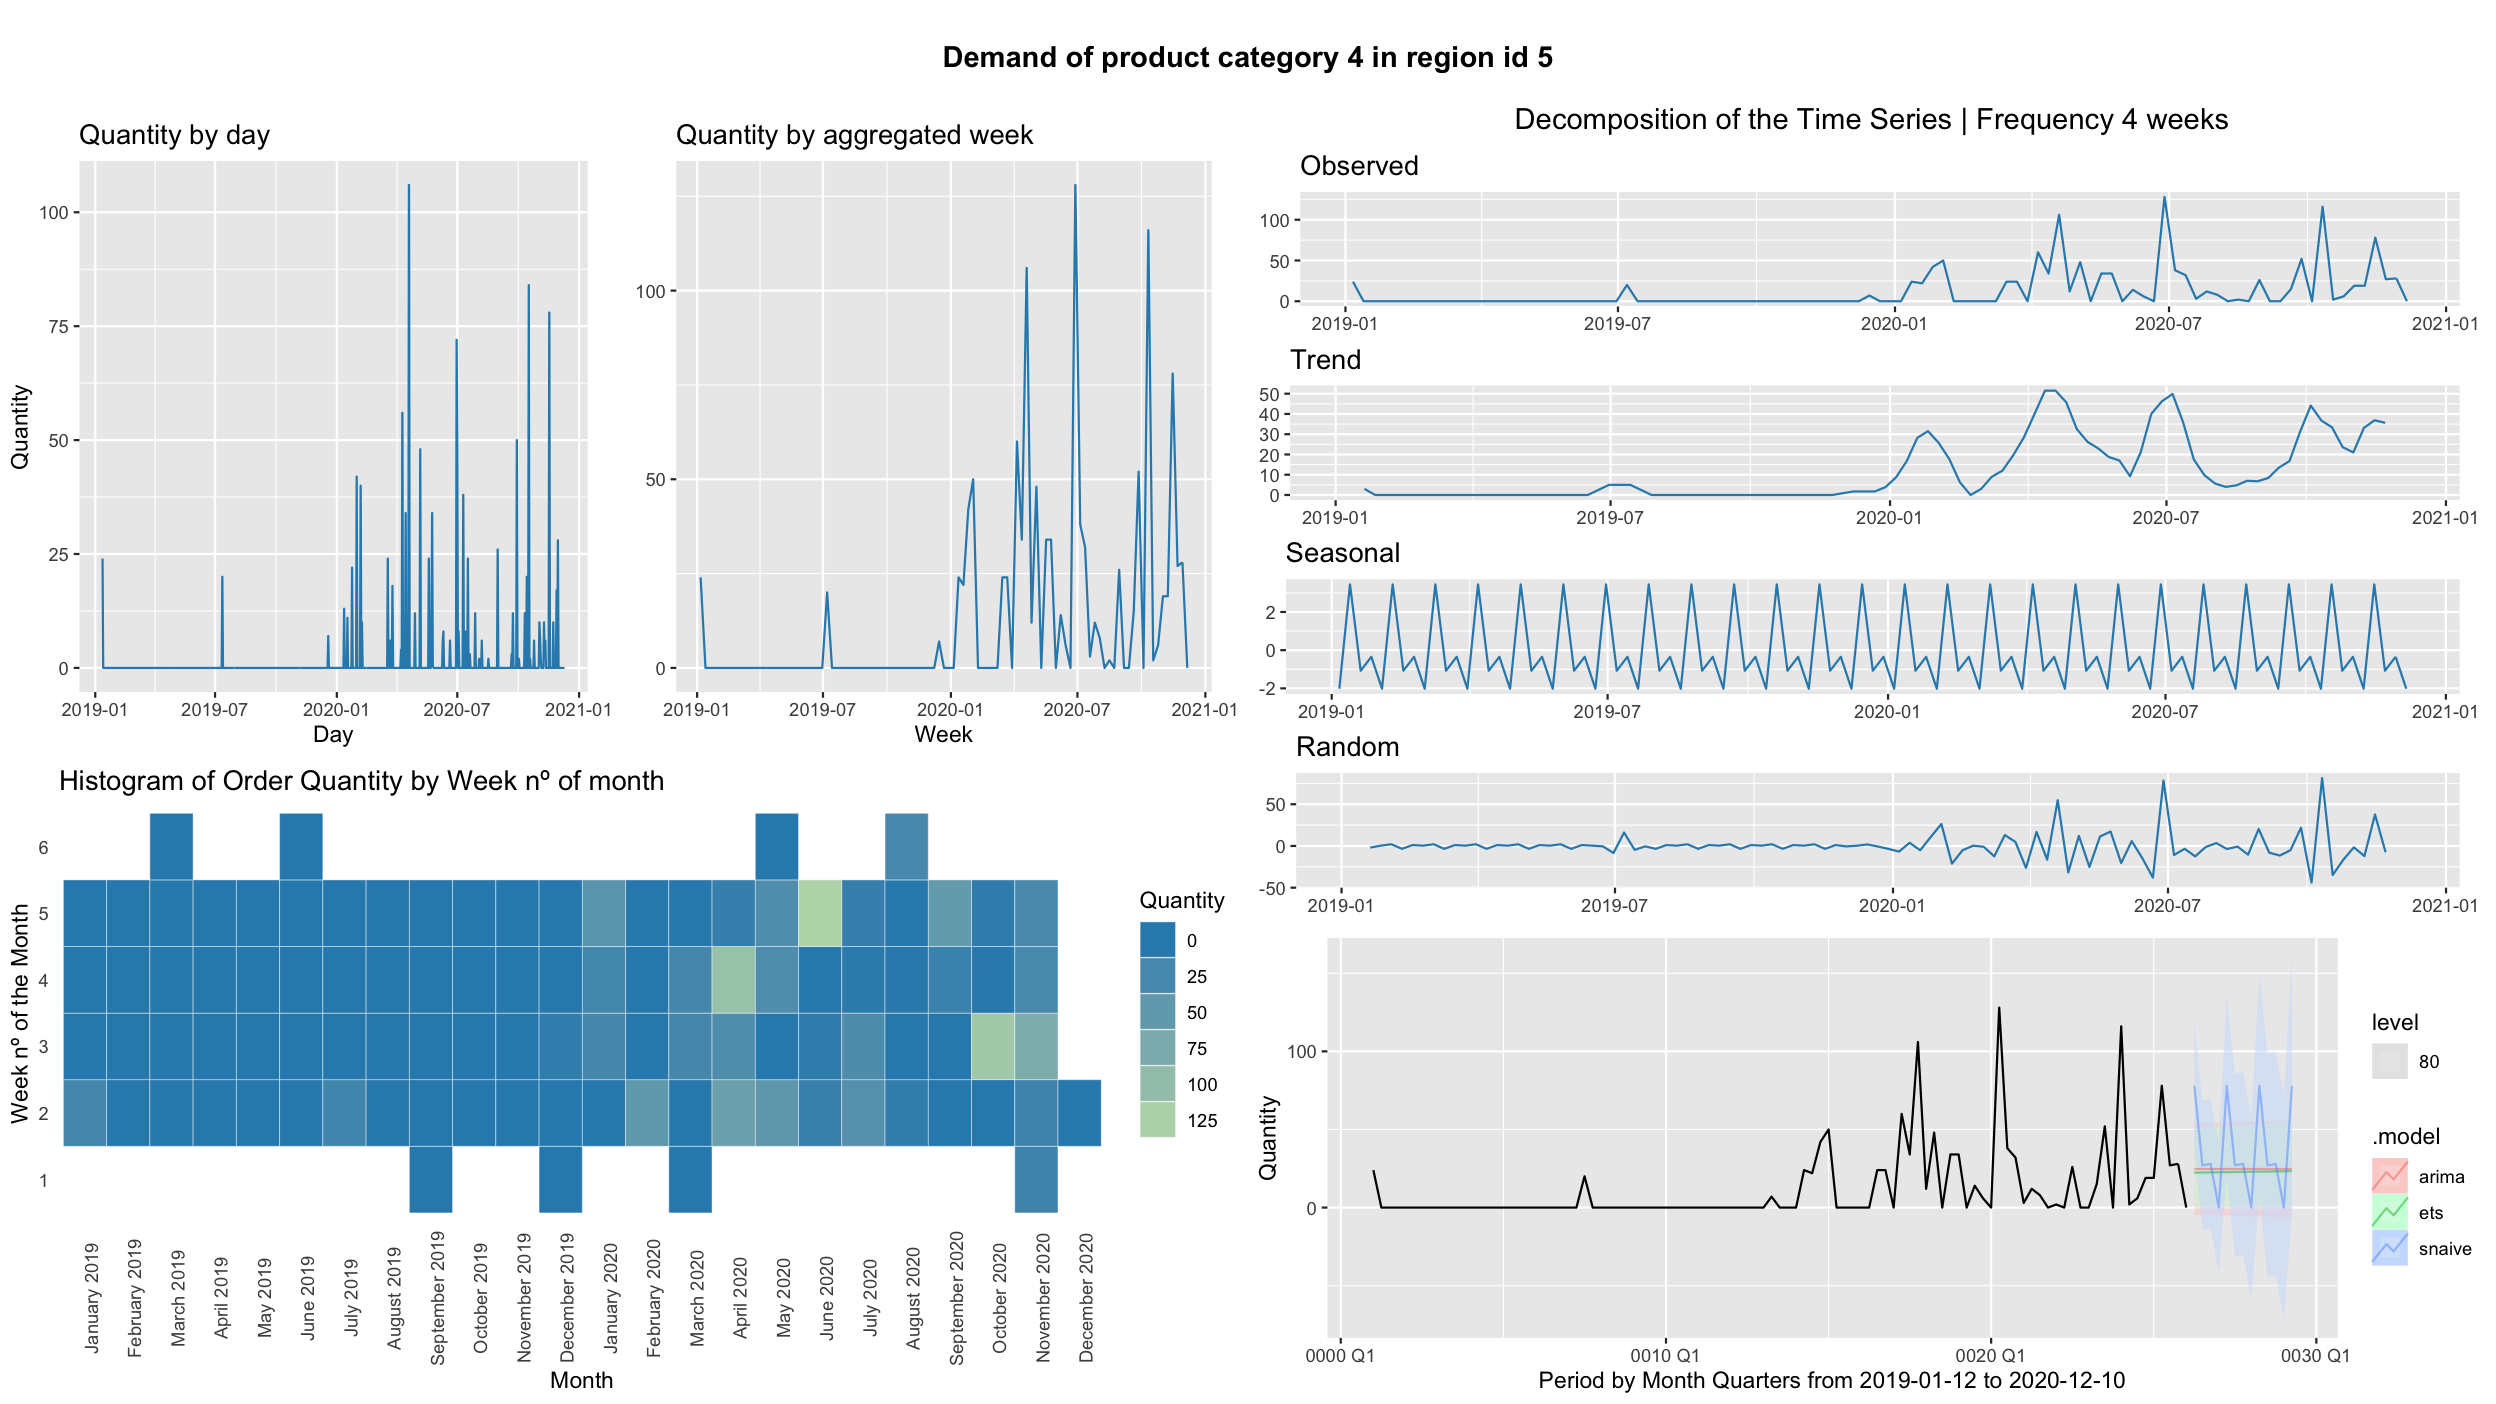 Demand of product category 4 in region id 5
Quantity by day
Quantity
100
75
50
25
0
2019-01 2019-07 2020-01 2020-07 2021-01
Day
Quantity by aggregated week
100
50
0
2019-01 2019-07 2020-01 2020-07 2021-01
Week
Decomposition of the Time Series | Frequency 4 weeks
Observed
100
50
0
2019-01 2019-07 2020-01 2020-07 2021-01
Trend
50
40
30
20
10
0
2019-01 2019-07 2020-01 2020-07 2021-01
Seasonal
2
0
-2
2019-01 2019-07 2020-01 2020-07 2021-01
Random
50
0
-50
2019-01 2019-07 2020-01 2020-07 2021-01
Histogram of Order Quantity by Week nº of month
Week nº of the Month
6
5
4
3
2
1
January 2019
February 2019
March 2019
April 2019
May 2019
June 2019
July 2019
August 2019
September 2019
October 2019
November 2019
December 2019
January 2020
February 2020
March 2020
April 2020
May 2020
June 2020
July 2020
August 2020
September 2020
October 2020
November 2020
December 2020
Month
Quantity
0
25
50
75
100
125
Quantity
100
0
0000 Q1 0010 Q1 0020 Q1 0030 Q1
Period by Month Quarters from 2019-01-12 to 2020-12-10
level
80
.model
arima
ets
snaive